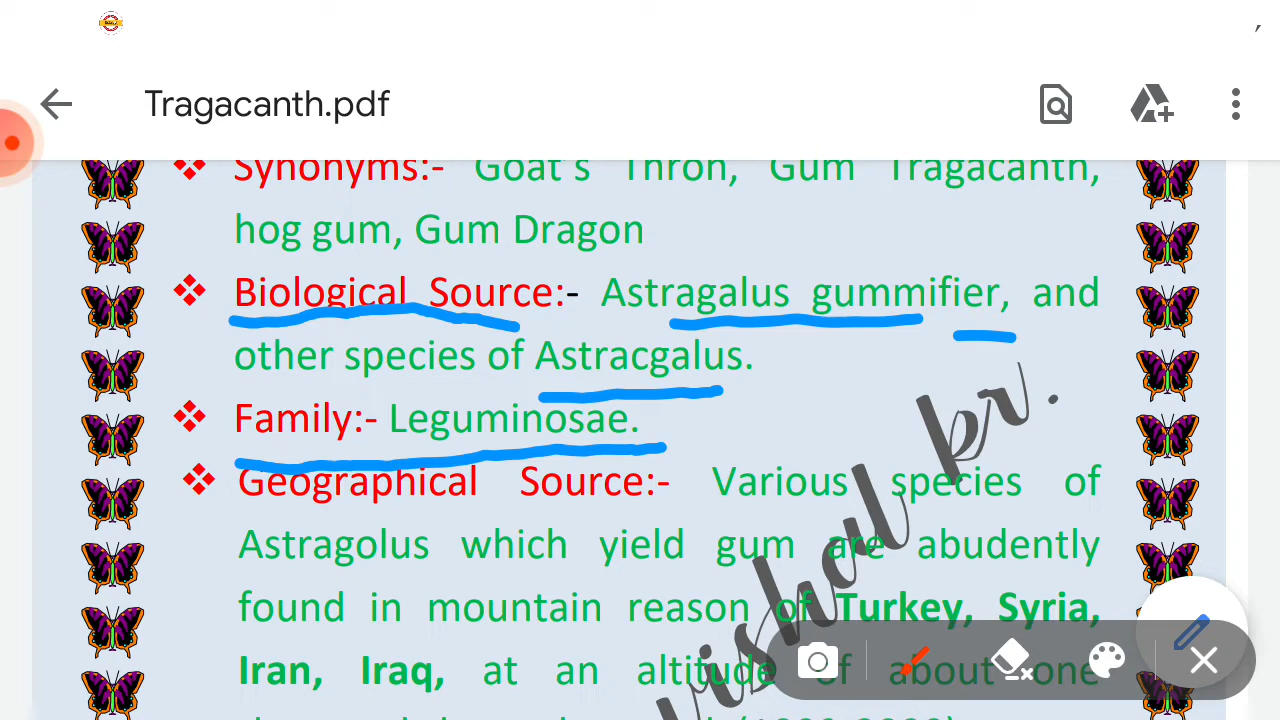 Tragacanth.pdf
❖ Synonyms:- Goat's Thron, Gum Tragacanth,
hog gum, Gum Dragon
❖ Biological Source:- Astragalus gummifier, and
other species of Astracgalus.
❖ Family:- Leguminosae.
❖ Geographical Source:- Various species of
Astragolus which yield gum are abudently
found in mountain reason of Turkey, Syria,
Iran, Iraq, at an altitude of about one
vishal pr.